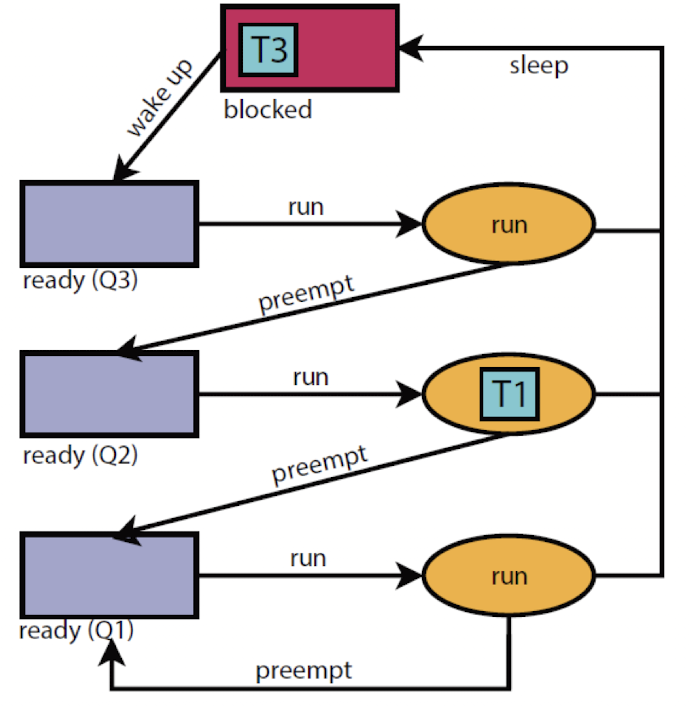 T3
sleep
wake up
blocked
run
run
ready (Q3)
preempt
run
T1
ready (Q2)
preempt
run
run
ready (Q1)
preempt